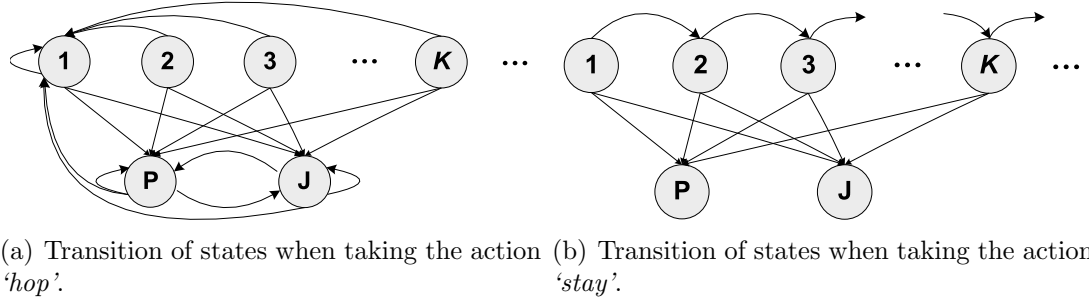 1 2 3 ... K ... 1 2 3 ... K ...
P J P J
(a) Transition of states when taking the action (b) Transition of states when taking the action
‘hop’. ‘stay’.